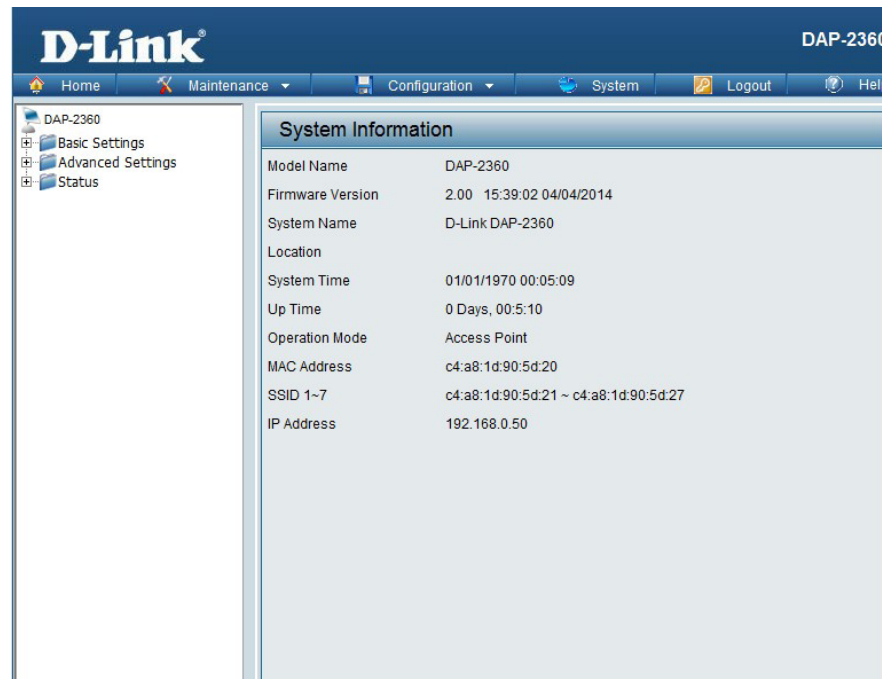 D-Link®
DAP-2360
Home Maintenance Configuration System Logout
DAP-2360
Basic Settings
Advanced Settings
Status
System Information
Model Name DAP-2360
Firmware Version 2.00 15:39:02 04/04/2014
System Name D-Link DAP-2360
Location
System Time 01/01/1970 00:05:09
Up Time 0 Days, 00:5:10
Operation Mode Access Point
MAC Address c4:a8:1d:90:5d:20
SSID 1~7 c4:a8:1d:90:5d:21 ~ c4:a8:1d:90:5d:27
IP Address 192.168.0.50